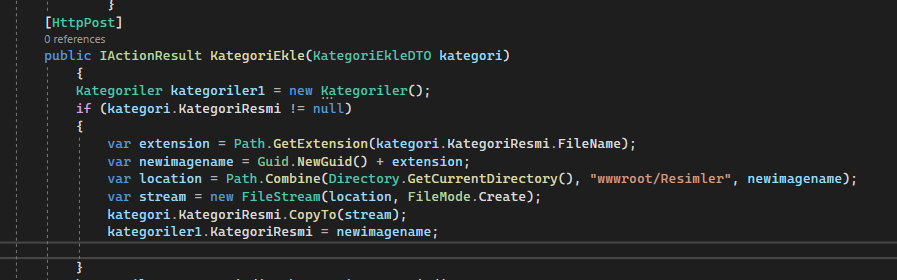 }
[HttpPost]
0 references
public IActionResult KategoriEkle(KategoriEkleDTO kategori)
{
Kategoriler kategoriler1 = new Kategoriler();
if (kategori.KategoriResmi != null)
{
var extension = Path.GetExtension(kategori.KategoriResmi.FileName);
var newimagename = Guid.NewGuid() + extension;
var location = Path.Combine(Directory.GetCurrentDirectory(), "wwwroot/Resimler", newimagename);
var stream = new FileStream(location, FileMode.Create);
kategori.KategoriResmi.CopyTo(stream);
kategoriler1.KategoriResmi = newimagename;
}